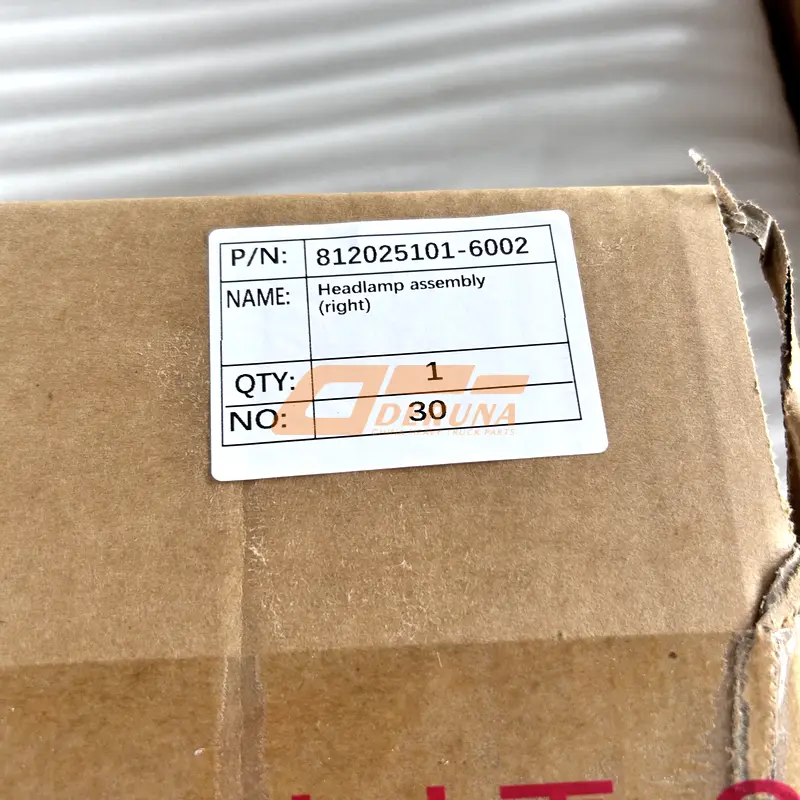 P/N: 812025101-6002
NAME: Headlamp assembly
(right)
QTY: 1
NO: 30
DERUNA